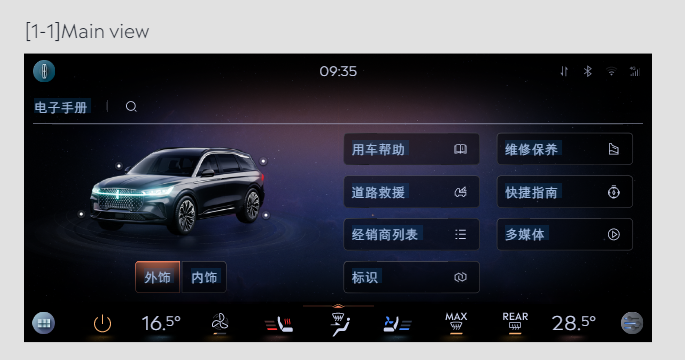 [1-1]Main view
09:35
电子手册
用车帮助
维修保养
道路救援
快捷指南
经销商列表
多媒体
外饰
内饰
标识
16.5°
MAX
REAR
28.5°